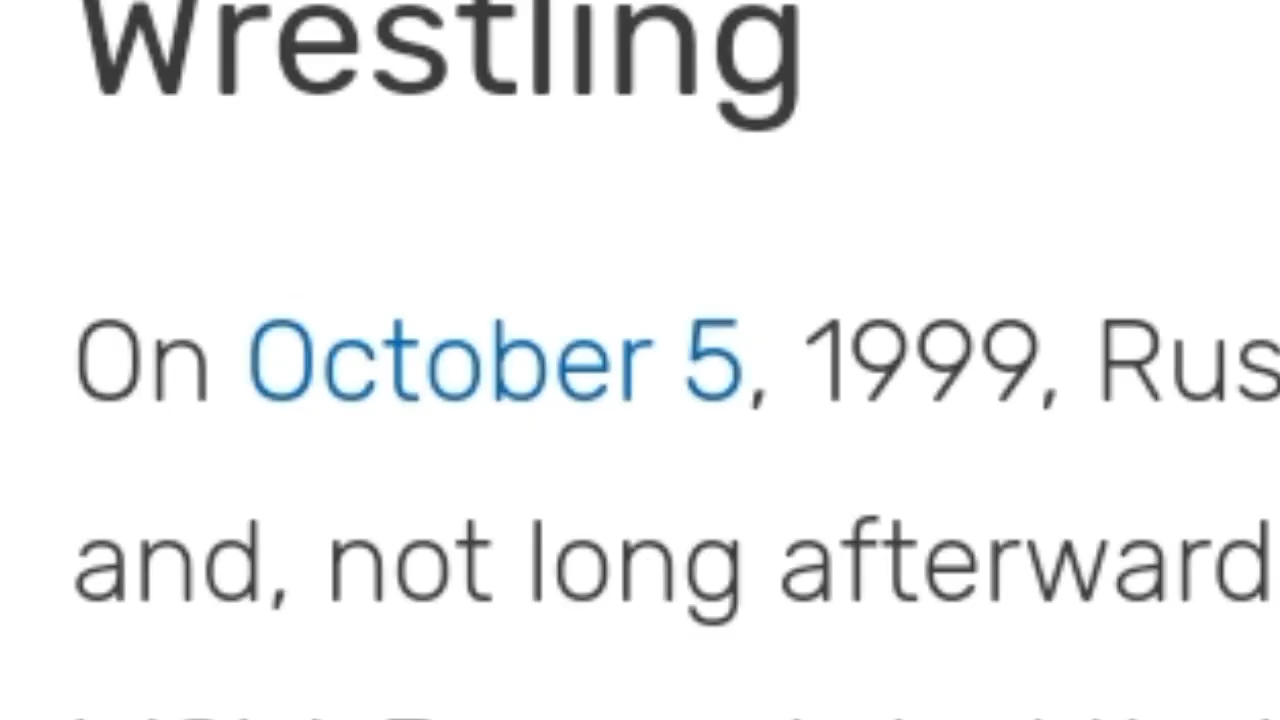 Wrestling
On October 5, 1999, Rus
and, not long afterward